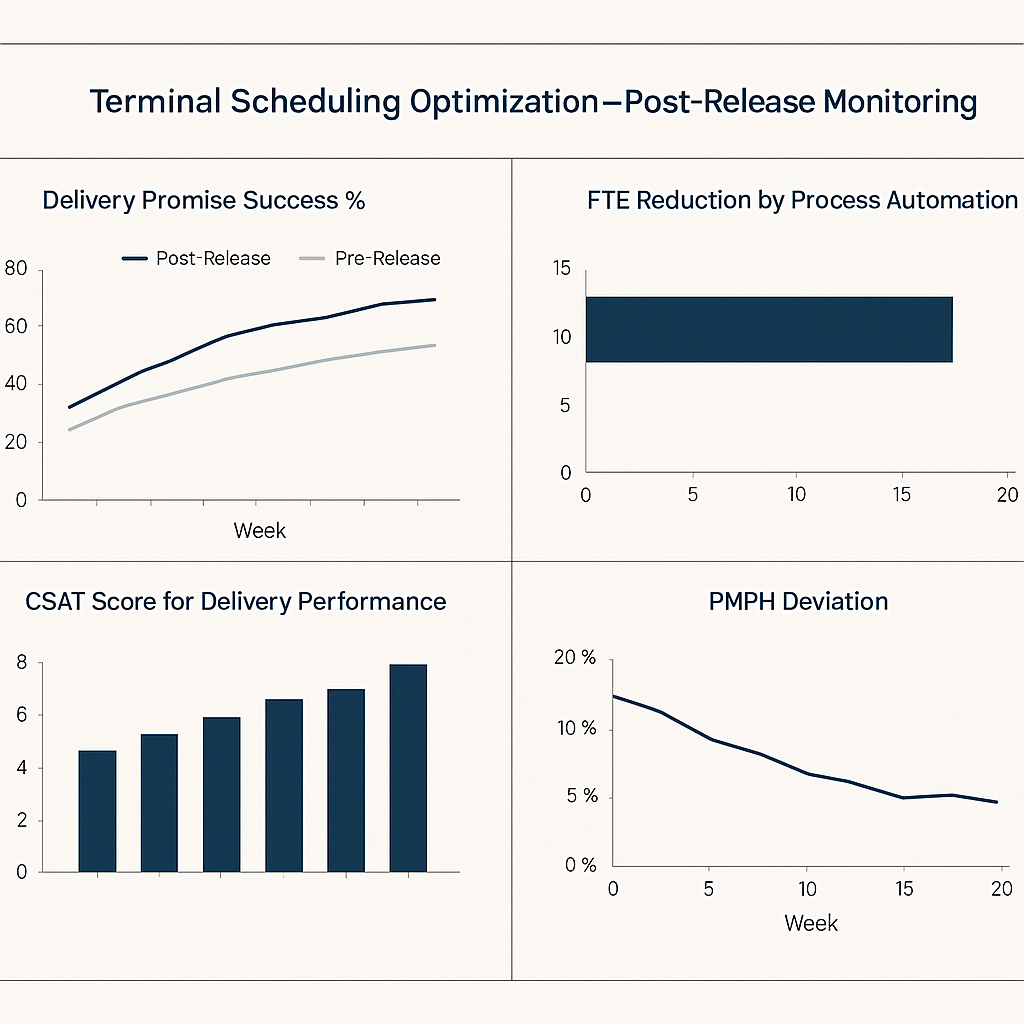 Terminal Scheduling Optimization–Post-Release Monitoring
Delivery Promise Success %
Post-Release
Pre-Release
80
60
40
20
0
Week
FTE Reduction by Process Automation
15
10
5
0
0 5 10 15 20
CSAT Score for Delivery Performance
8
6
4
2
0
PMPH Deviation
20 %
10 %
5 %
0 %
0 5 10 15 20
Week